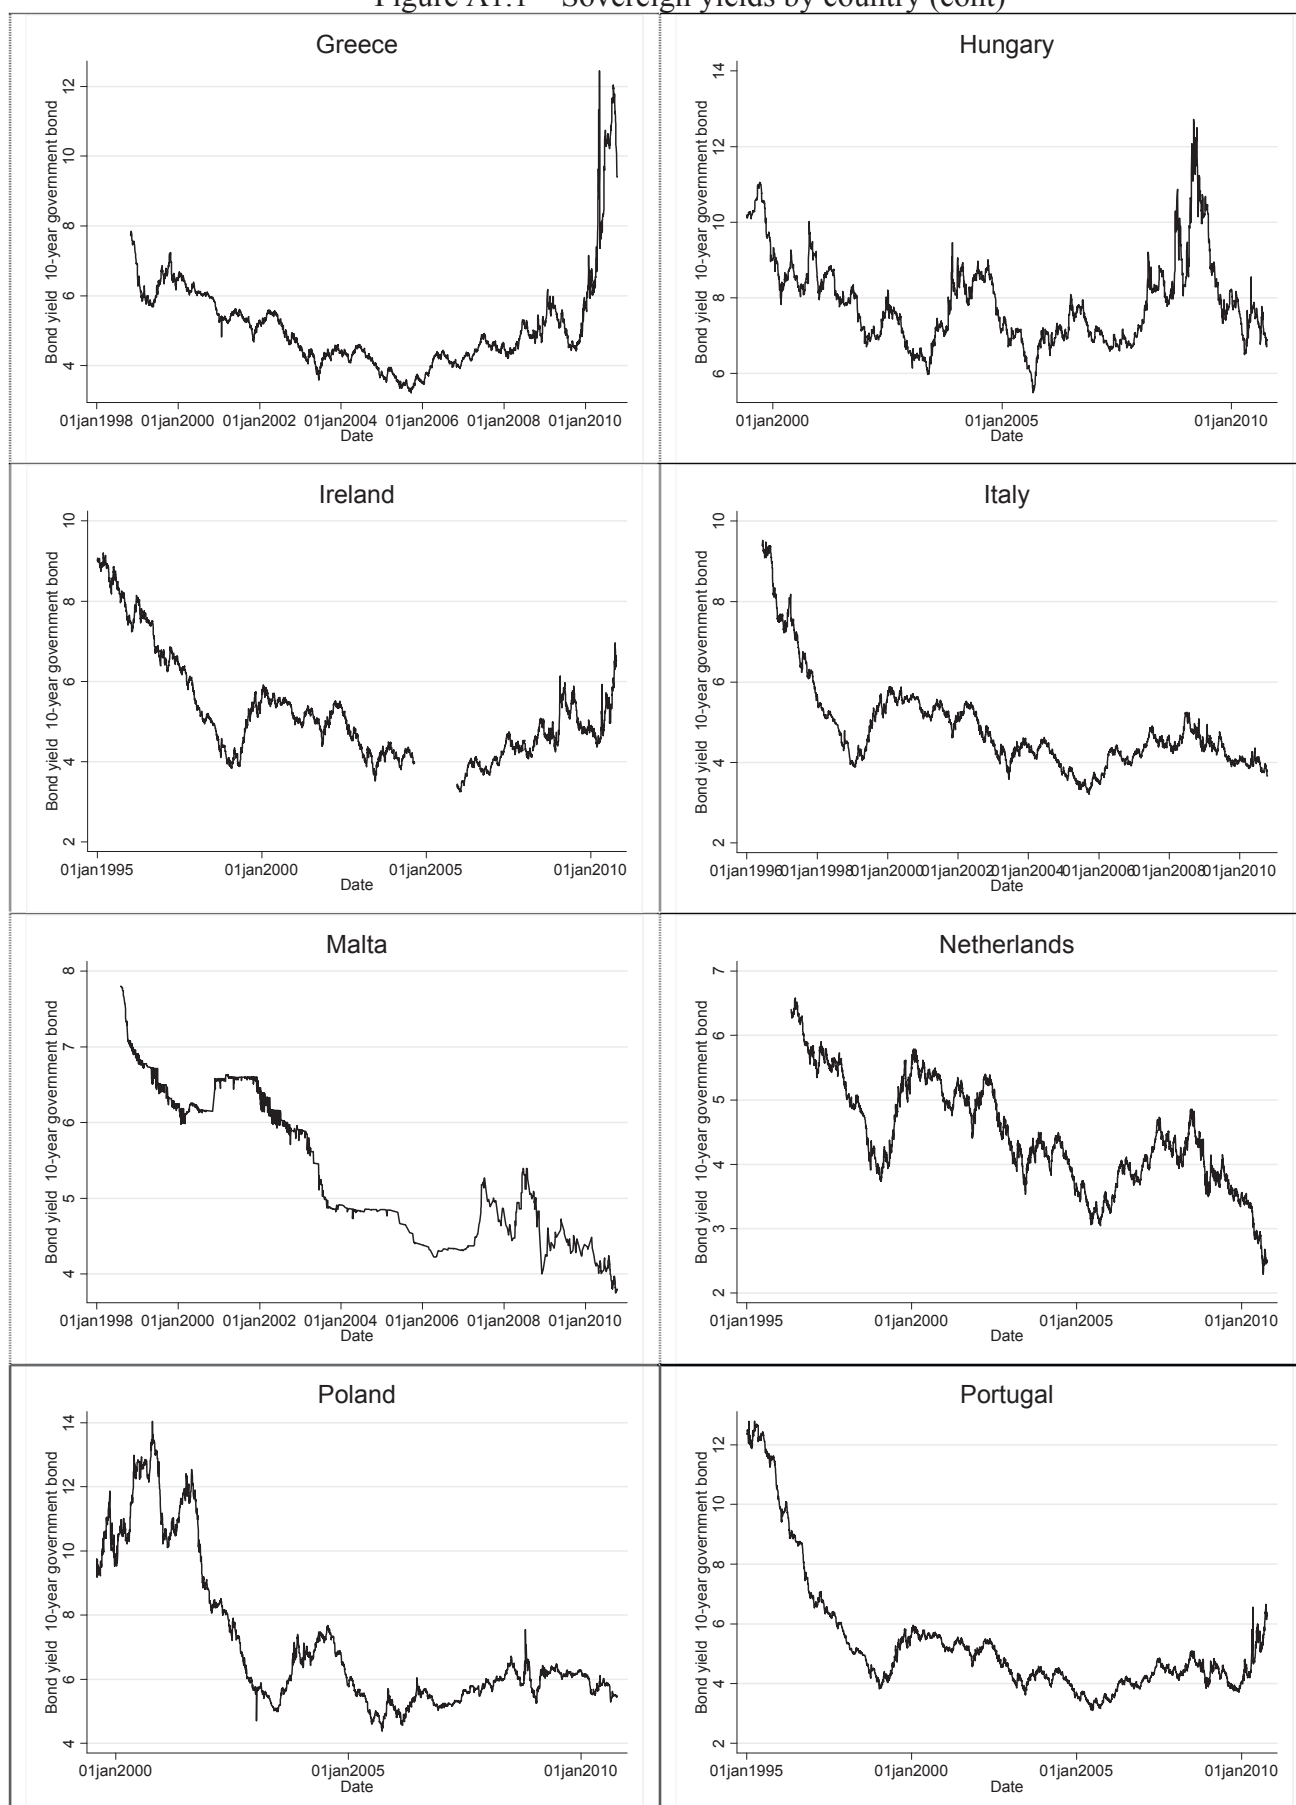 Figure A1.1 – Sovereign yields by country (cont)
Greece
Bond yield 10-year government bond
4 6 8 10 12
01jan1998 01jan2000 01jan2002 01jan2004 01jan2006 01jan2008 01jan2010
Date
Hungary
Bond yield 10-year government bond
6 8 10 12 14
01jan2000 01jan2005 01jan2010
Date
Ireland
Bond yield 10-year government bond
2 4 6 8 10
01jan1995 01jan2000 01jan2005 01jan2010
Date
Italy
Bond yield 10-year government bond
2 4 6 8 10
01jan1996 01jan1998 01jan2000 01jan2002 01jan2004 01jan2006 01jan2008 01jan2010
Date
Malta
Bond yield 10-year government bond
4 5 6 7 8
01jan1998 01jan2000 01jan2002 01jan2004 01jan2006 01jan2008 01jan2010
Date
Netherlands
Bond yield 10-year government bond
2 3 4 5 6 7
01jan1995 01jan2000 01jan2005 01jan2010
Date
Poland
Bond yield 10-year government bond
4 6 8 10 12 14
01jan2000 01jan2005 01jan2010
Date
Portugal
Bond yield 10-year government bond
2 4 6 8 10 12
01jan1995 01jan2000 01jan2005 01jan2010
Date